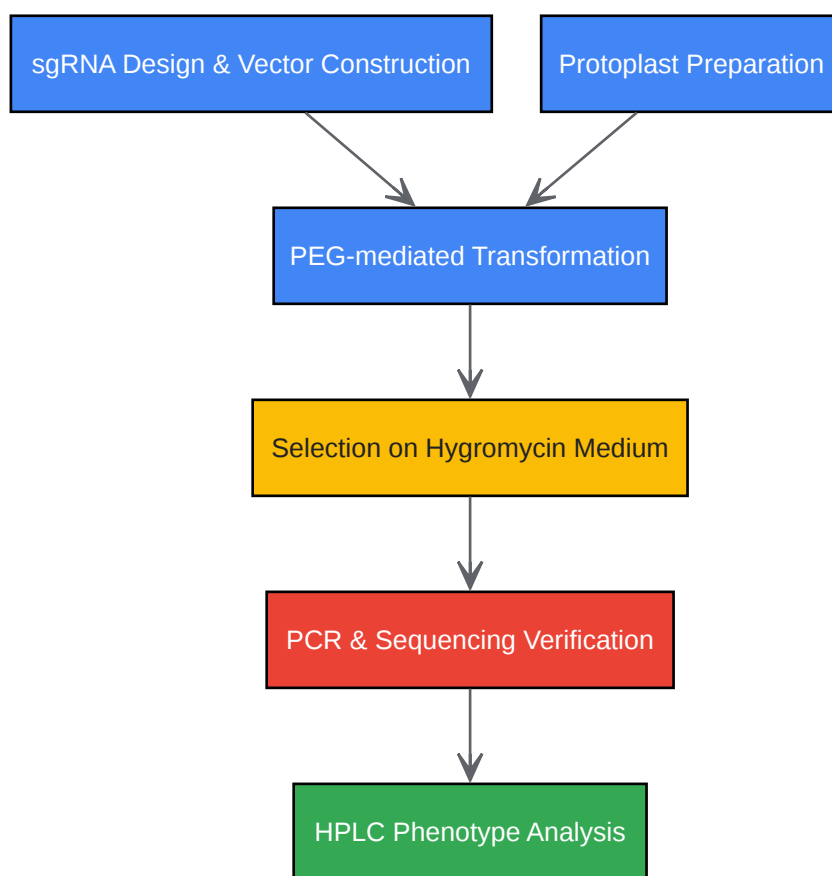 sgRNA Design & Vector Construction
Protoplast Preparation
PEG-mediated Transformation
Selection on Hygromycin Medium
PCR & Sequencing Verification
HPLC Phenotype Analysis